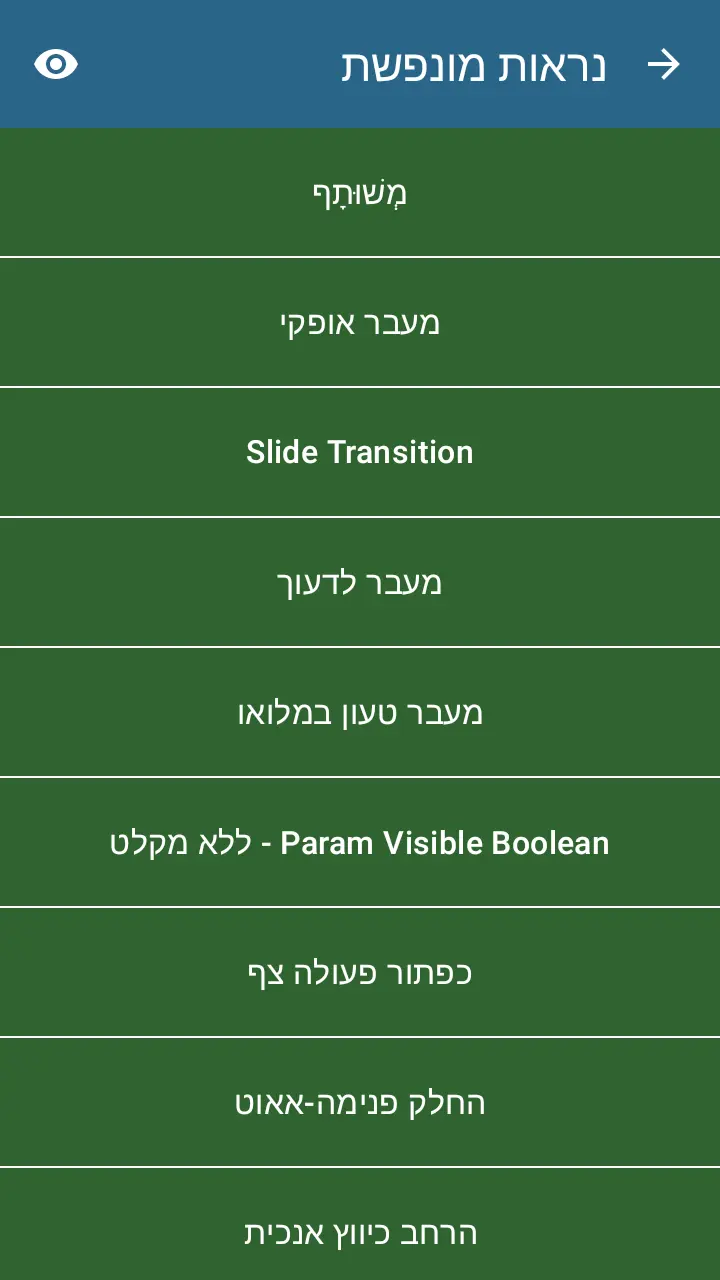 נראות מונפשת
מְשׁוּתָף
מעבר אופקי
Slide Transition
מעבר לדעוך
מעבר טעון במלואו
Param Visible Boolean - ללא מקלט
כפתור פעולה צף
החלק פנימה-אאוט
הרחב כיווץ אנכית